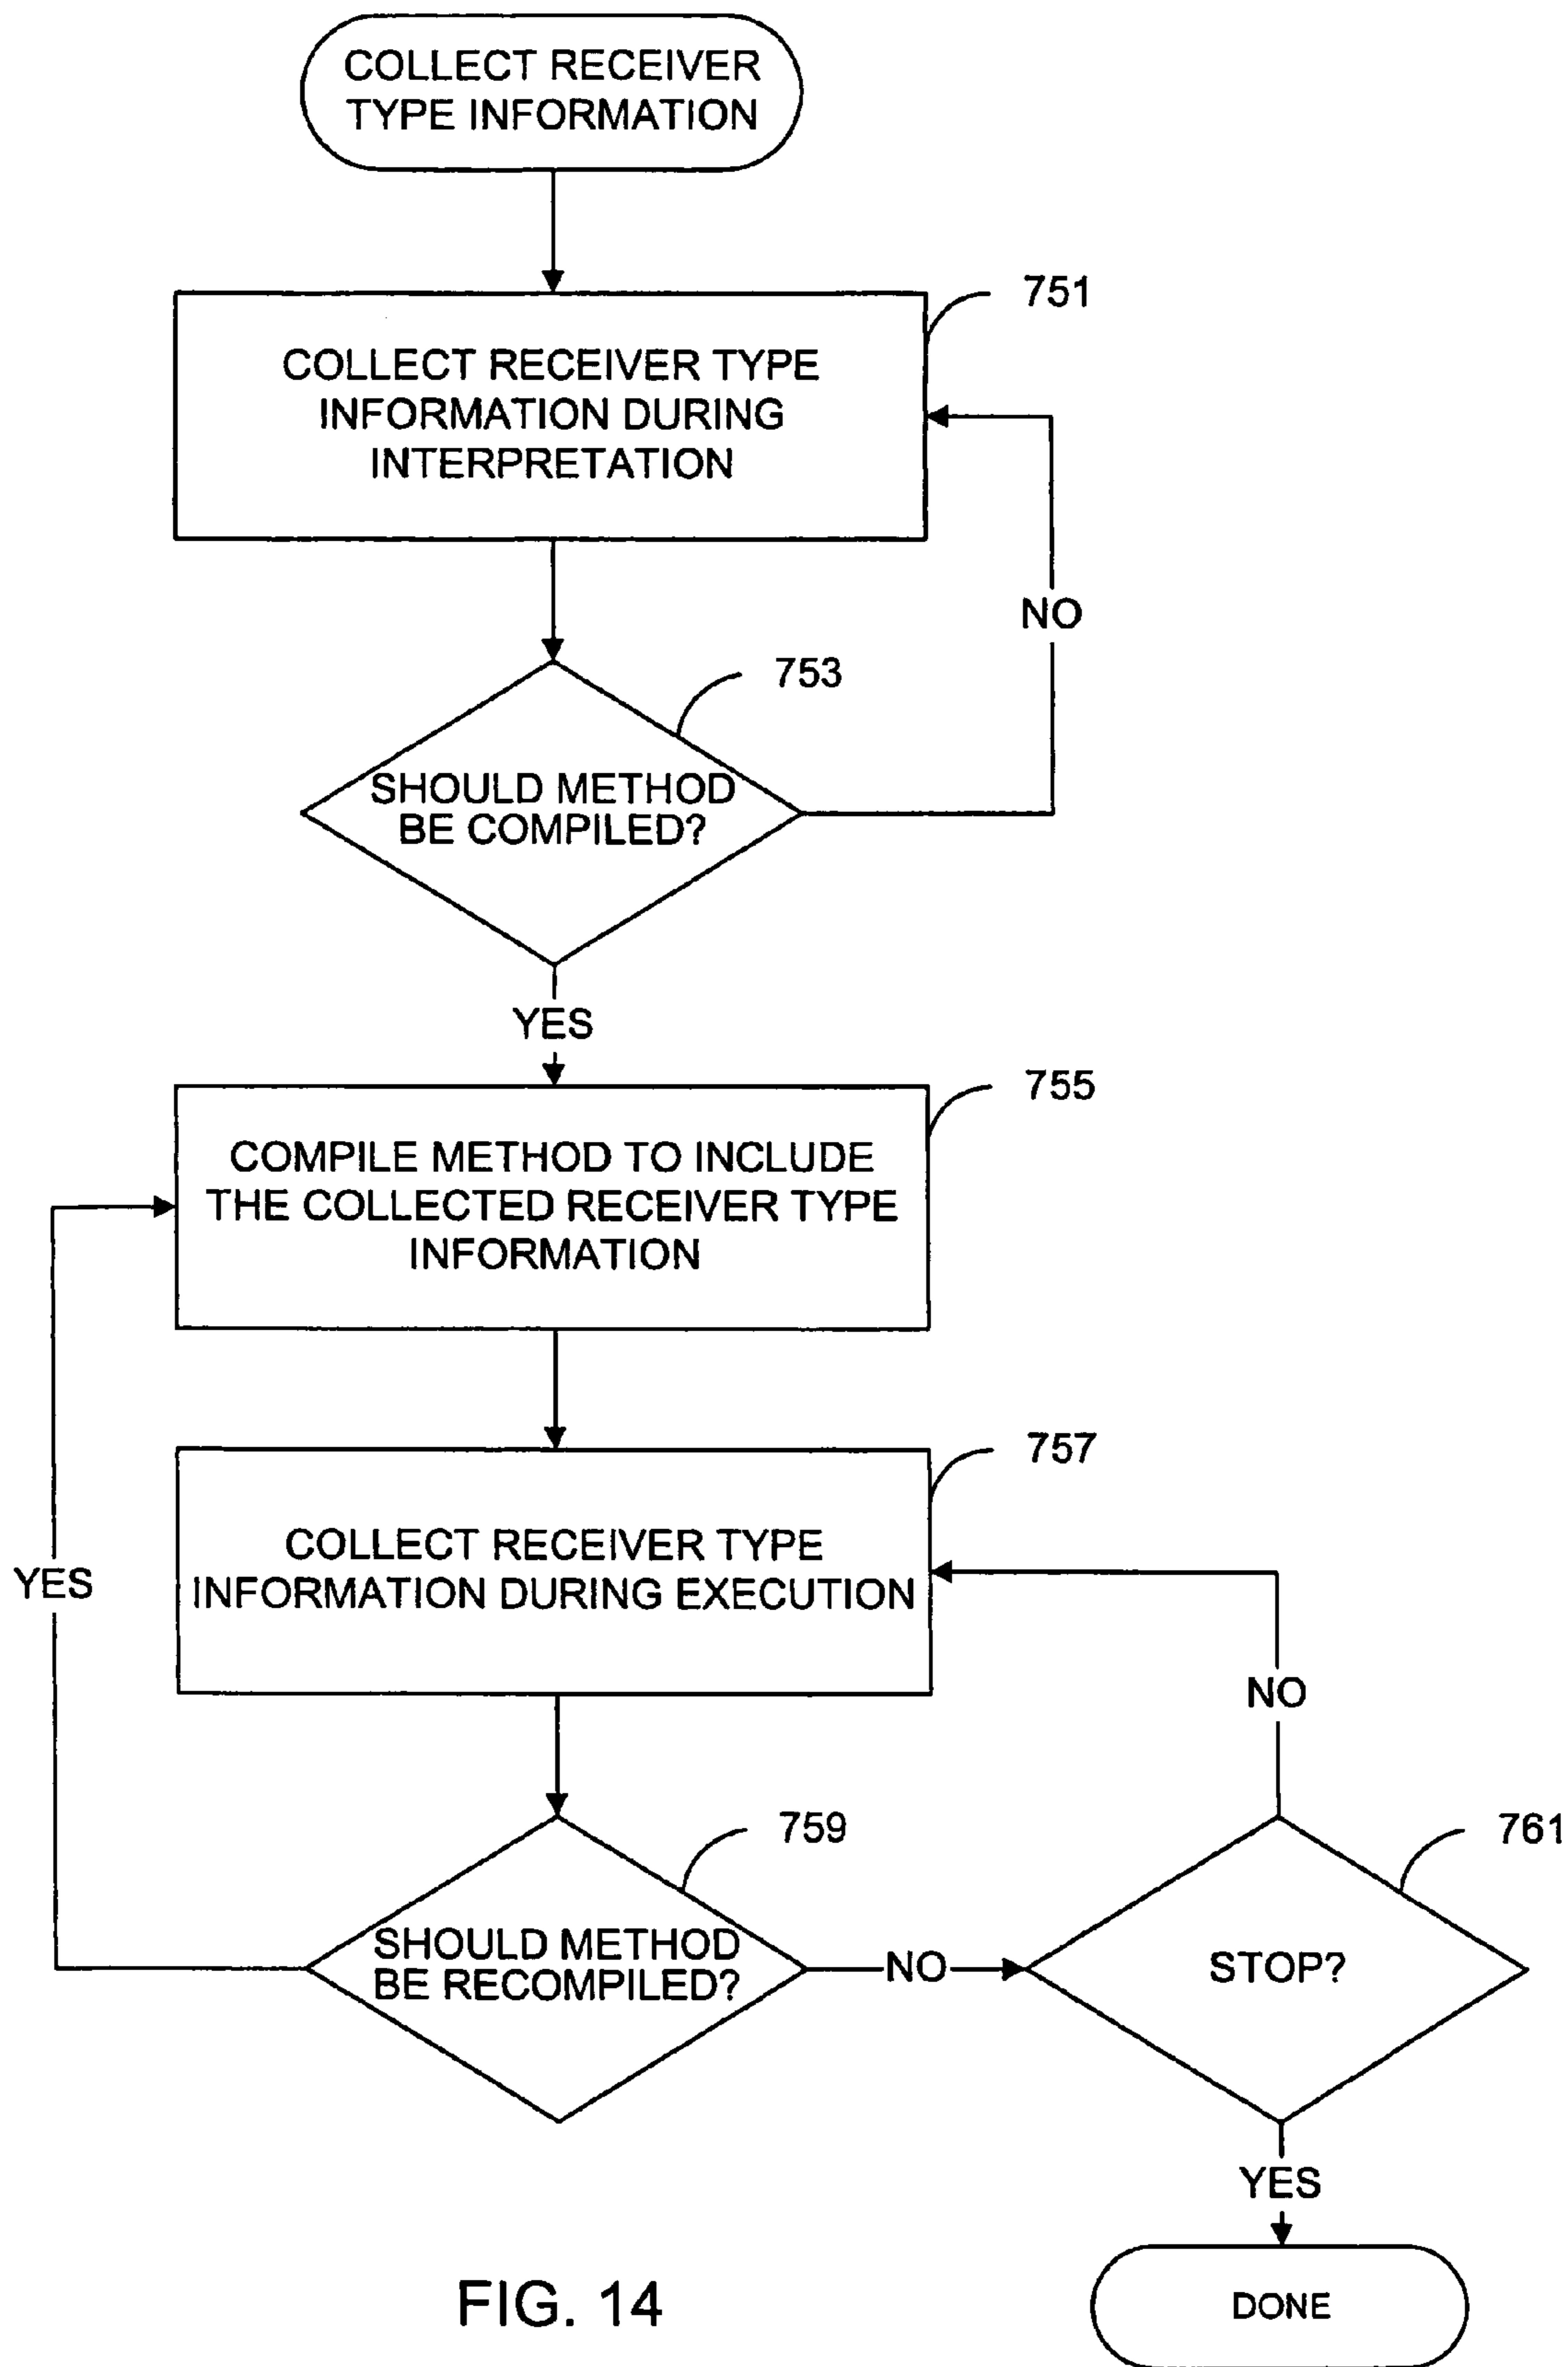 COLLECT RECEIVER
TYPE INFORMATION
751
COLLECT RECEIVER TYPE
INFORMATION DURING
INTERPRETATION
NO
753
SHOULD METHOD
BE COMPILED?
YES
755
COMPILE METHOD TO INCLUDE
THE COLLECTED RECEIVER TYPE
INFORMATION
757
COLLECT RECEIVER TYPE
INFORMATION DURING EXECUTION
YES
NO
759
761
SHOULD METHOD
BE RECOMPILED?
NO
STOP?
YES
DONE
FIG. 14